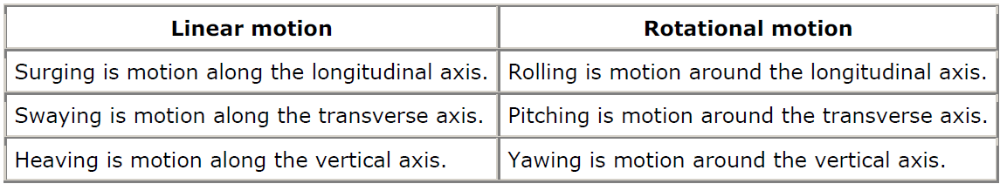 Linear motion Rotational motion
Surging is motion along the longitudinal axis. Rolling is motion around the longitudinal axis.
Swaying is motion along the transverse axis. Pitching is motion around the transverse axis.
Heaving is motion along the vertical axis. Yawing is motion around the vertical axis.